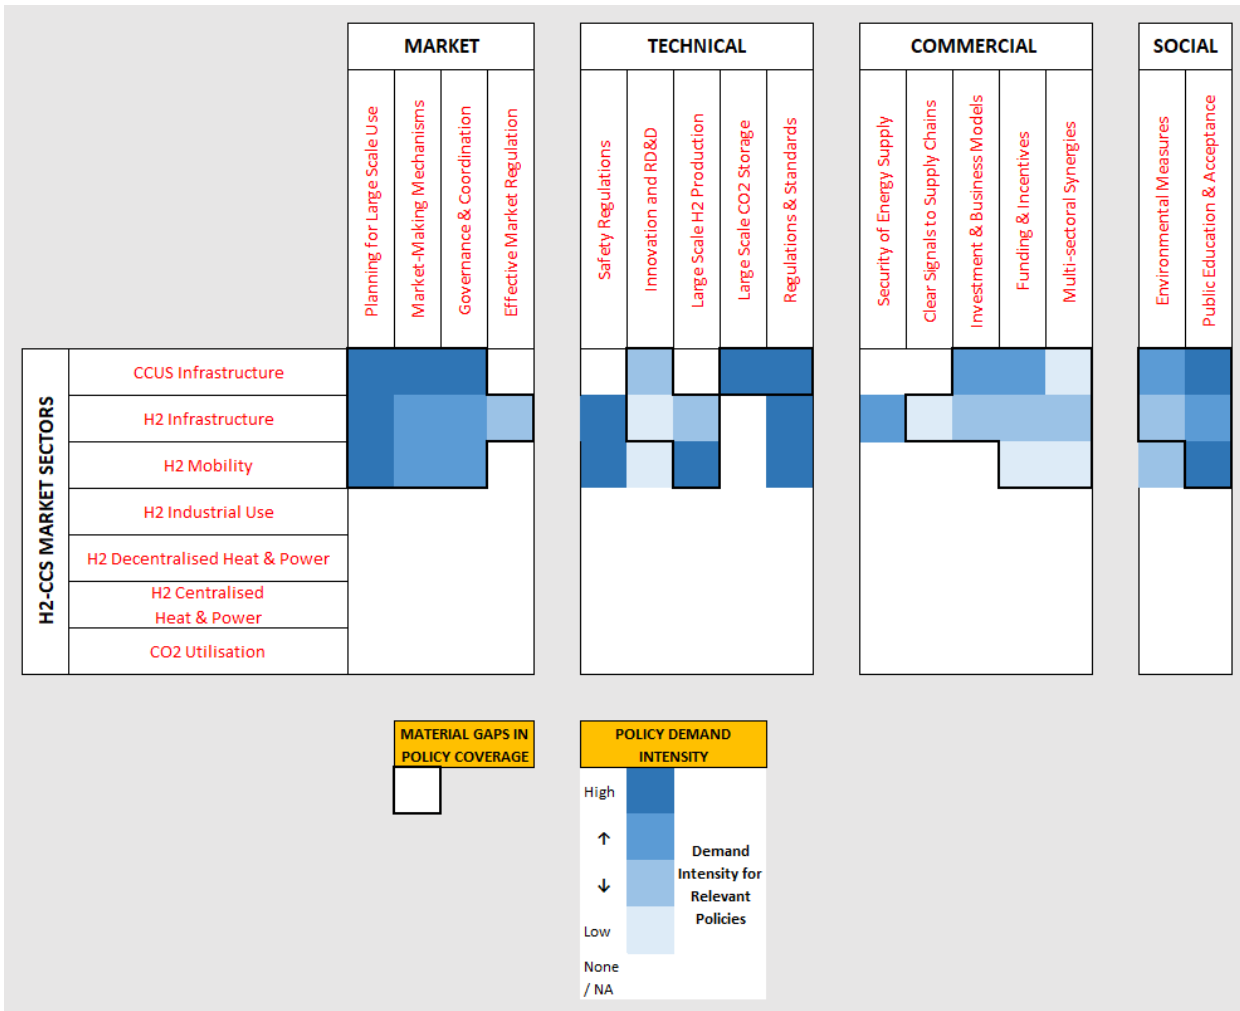 MARKET
TECHNICAL
COMMERCIAL
SOCIAL
Planning for Large Scale Use
Market-Making Mechanisms
Governance & Coordination
Effective Market Regulation
Safety Regulations
Innovation and RD&D
Large Scale H2 Production
Large Scale CO2 Storage
Regulations & Standards
Security of Energy Supply
Clear Signals to Supply Chains
Investment & Business Models
Funding & Incentives
Multi-sectoral Synergies
Environmental Measures
Public Education & Acceptance
H2-CCS MARKET SECTORS
CCUS Infrastructure
H2 Infrastructure
H2 Mobility
H2 Industrial Use
H2 Decentralised Heat & Power
H2 Centralised
Heat & Power
CO2 Utilisation
MATERIAL GAPS IN
POLICY COVERAGE
POLICY DEMAND
INTENSITY
High
↑
↓
Low
None
/ NA
Demand
Intensity for
Relevant
Policies